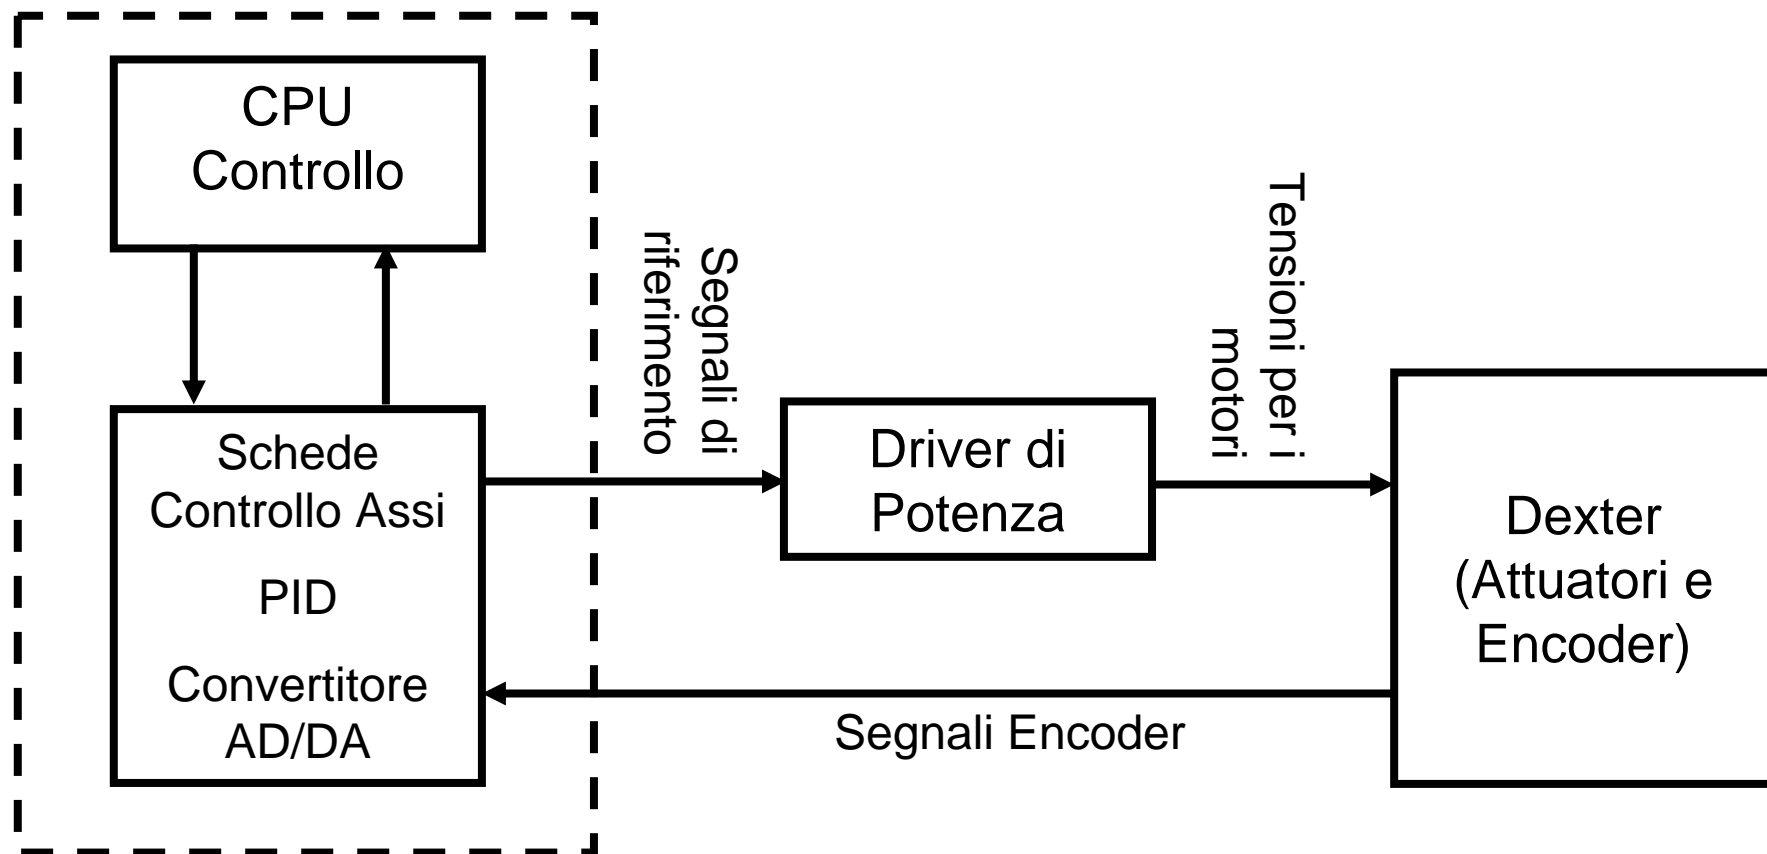 CPU
Controllo
Schede
Controllo Assi
PID
Convertitore
AD/DA
Segnali di
riferimento
Driver di
Potenza
Tensioni per i
motori
Dexter
(Attuatori e
Encoder)
Segnali Encoder